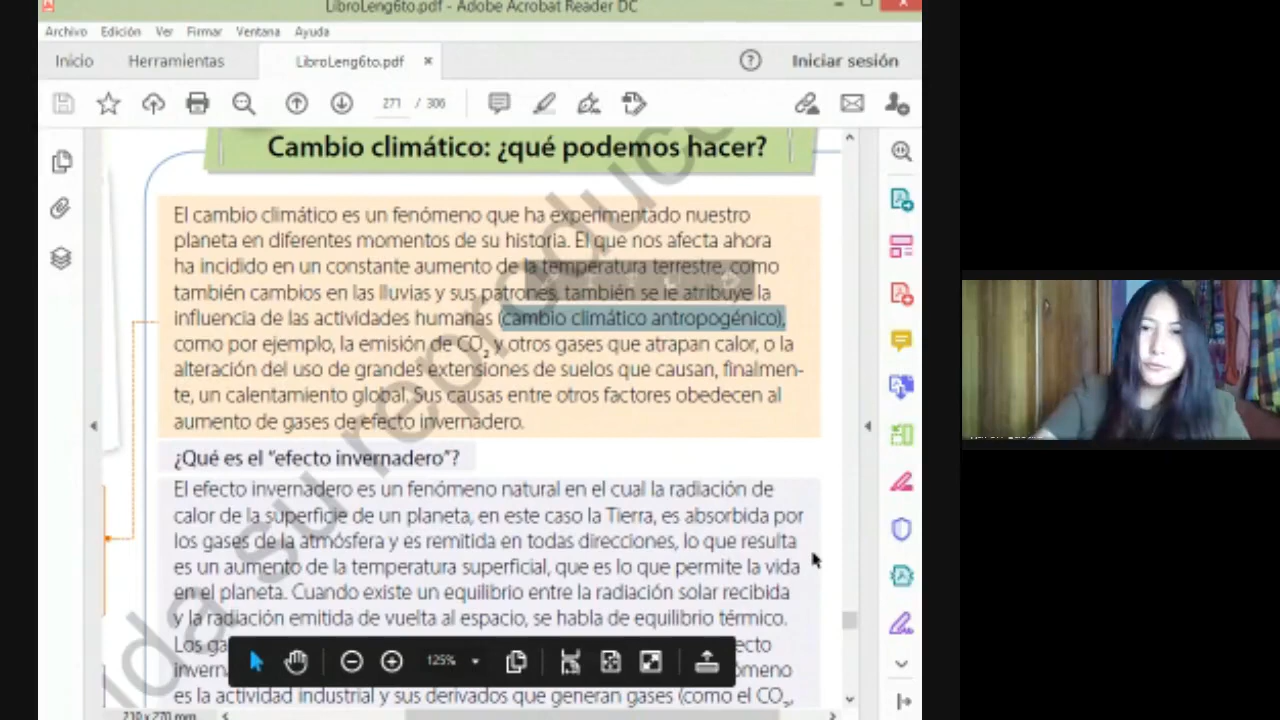 LibroLeng6to.pdf - Adobe Acrobat Reader DC
Archivo Edición Ver Firmar Ventana Ayuda
Inicio Herramientas LibroLeng6to.pdf × Iniciar sesión
271 / 306
Cambio climático: ¿qué podemos hacer?
El cambio climático es un fenómeno que ha experimentado nuestro
planeta en diferentes momentos de su historia. El que nos afecta ahora
ha incidido en un constante aumento de la temperatura terrestre, como
también cambios en las lluvias y sus patrones, también se le atribuye la
influencia de las actividades humanas (cambio climático antropogénico),
como por ejemplo, la emisión de CO₂ y otros gases que atrapan calor, o la
alteración del uso de grandes extensiones de suelos que causan, finalmen-
te, un calentamiento global. Sus causas entre otros factores obedecen al
aumento de gases de efecto invernadero.
¿Qué es el "efecto invernadero"?
El efecto invernadero es un fenómeno natural en el cual la radiación de
calor de la superficie de un planeta, en este caso la Tierra, es absorbida por
los gases de la atmósfera y es remitida en todas direcciones, lo que resulta
es un aumento de la temperatura superficial, que es lo que permite la vida
en el planeta. Cuando existe un equilibrio entre la radiación solar recibida
y la radiación emitida de vuelta al espacio, se habla de equilibrio térmico.
Los ga ecto
invern ómeno
es la actividad industrial y sus derivados que generan gases (como el CO₂,
125%
210 x 270 mm
da su reproducc